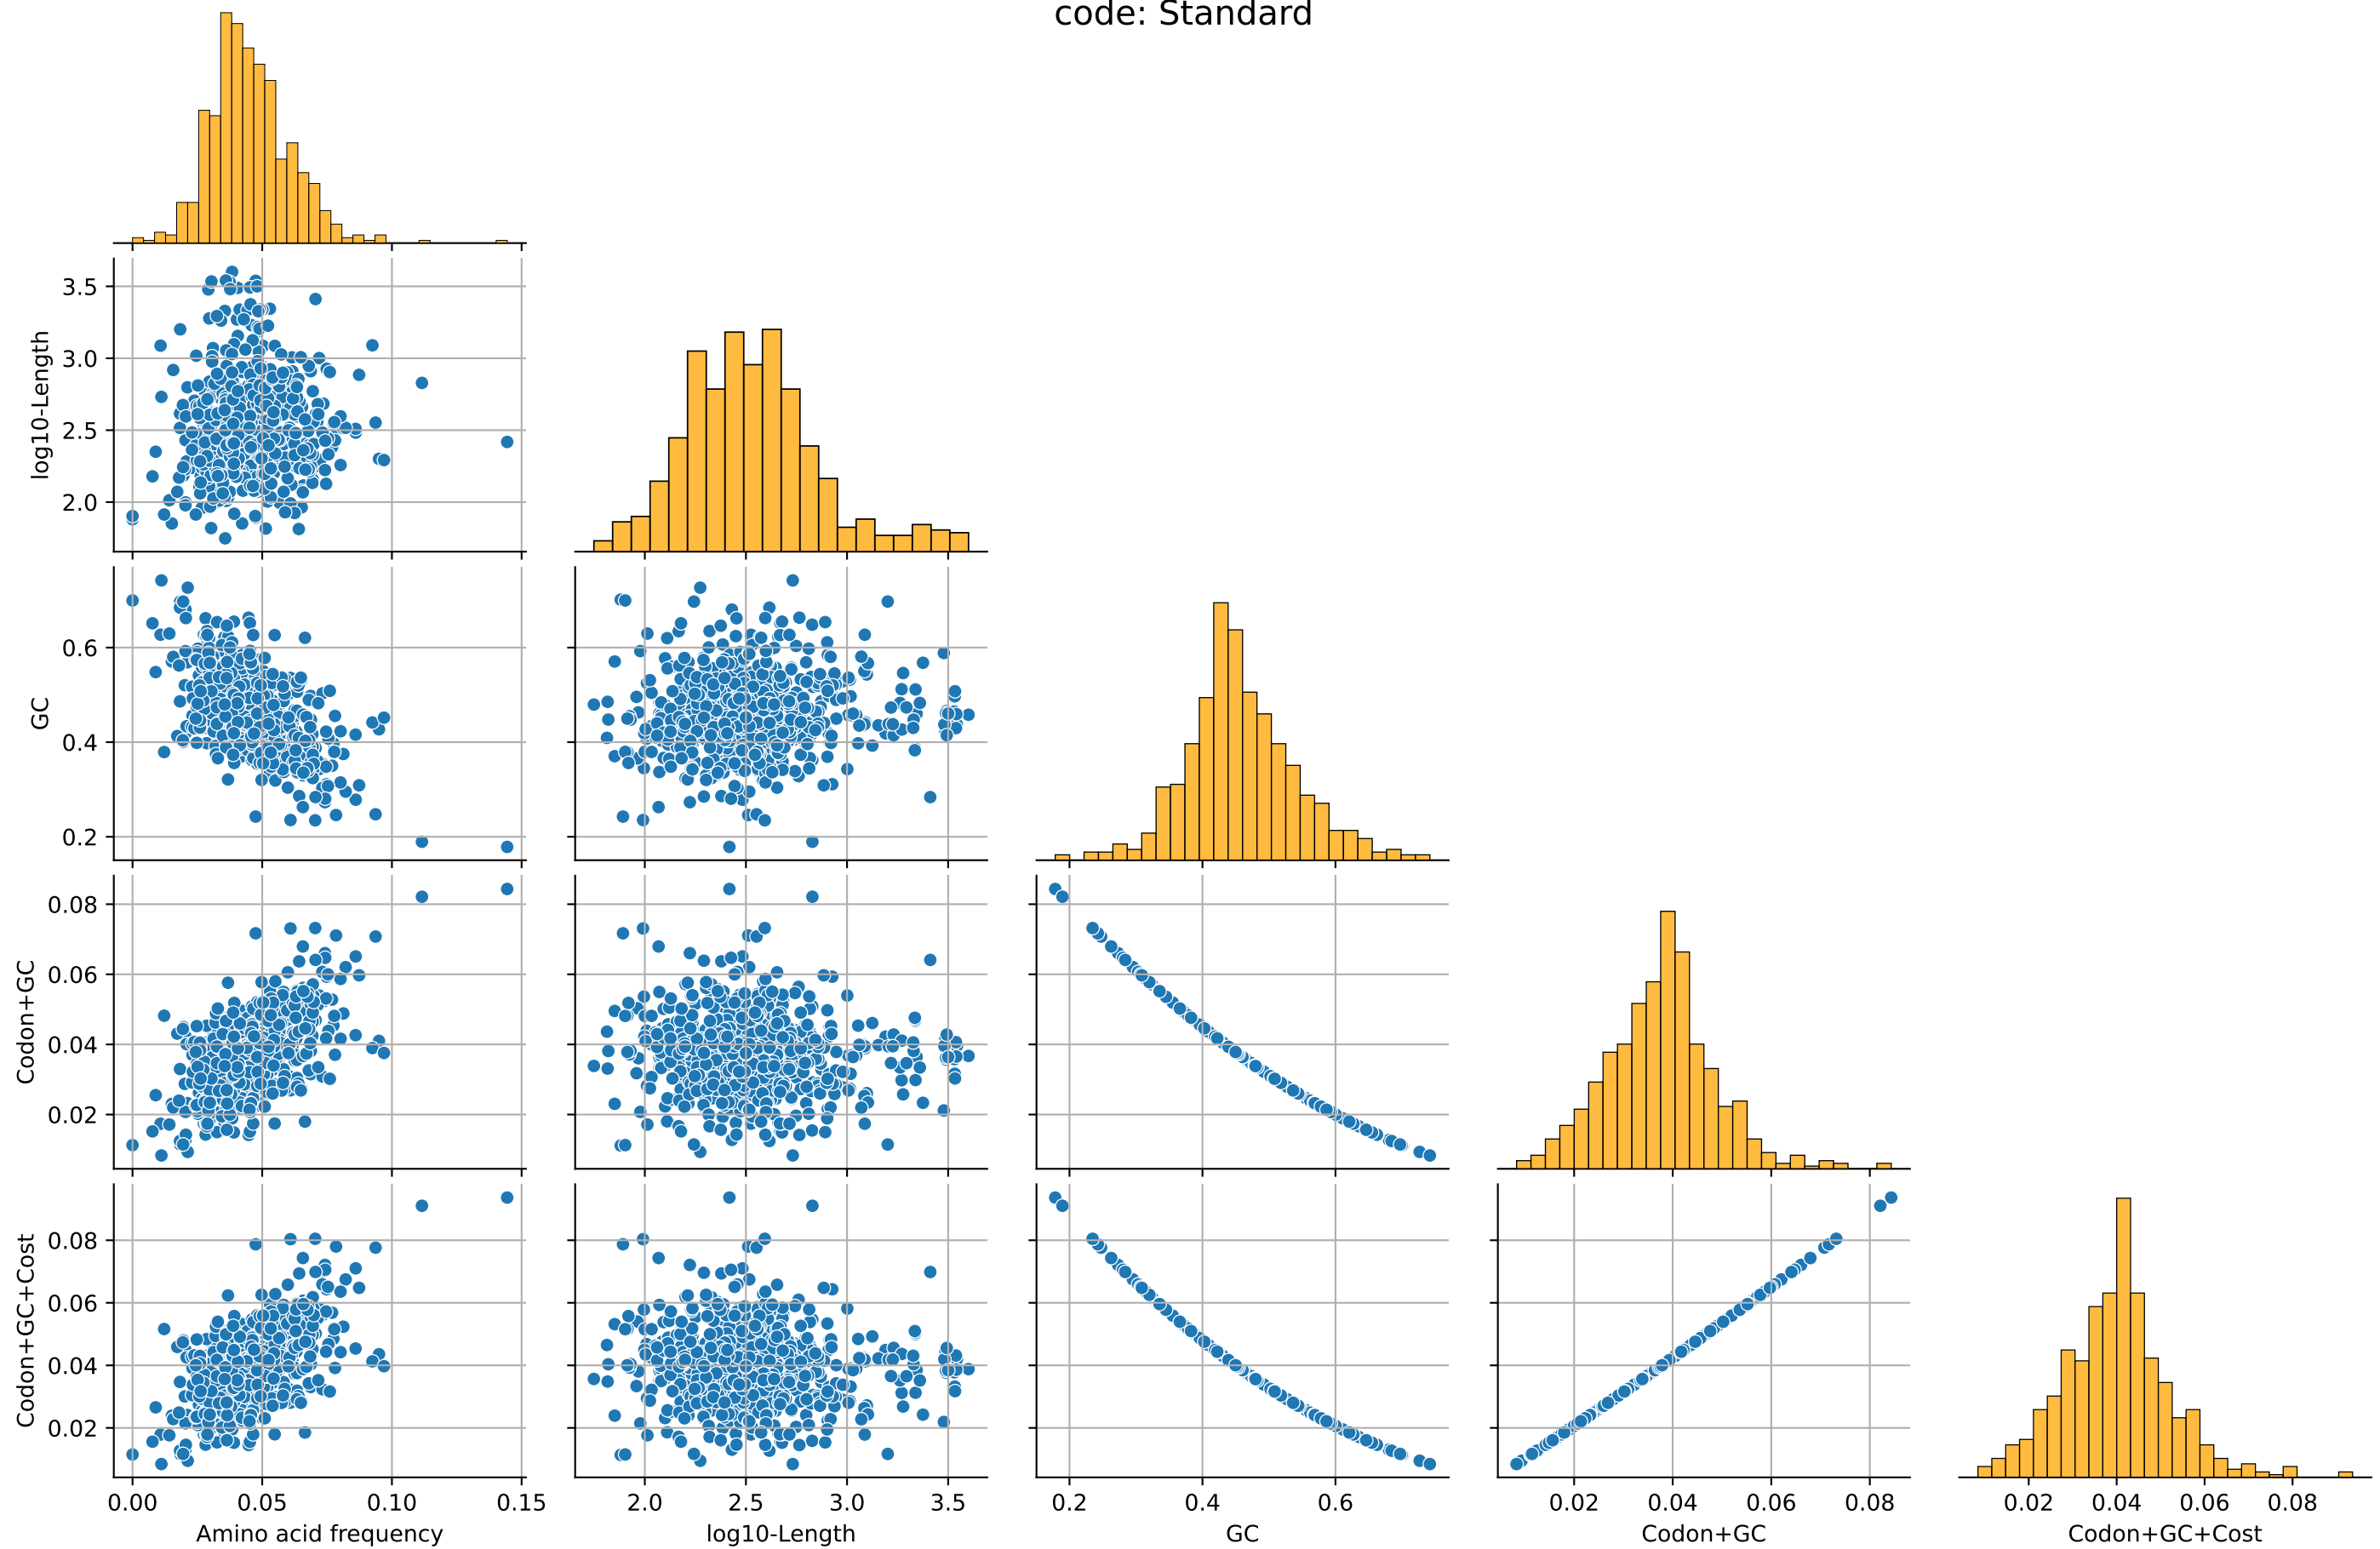 code: Standard
3.5
3.0
2.5
2.0
log10-Length
0.6
0.4
0.2
GC
0.08
0.06
0.04
0.02
Codon+GC
0.08
0.06
0.04
0.02
Codon+GC+Cost
0.00 0.05 0.10 0.15 2.0 2.5 3.0 3.5 0.2 0.4 0.6 0.02 0.04 0.06 0.08 0.02 0.04 0.06 0.08
Amino acid frequency log10-Length GC Codon+GC Codon+GC+Cost